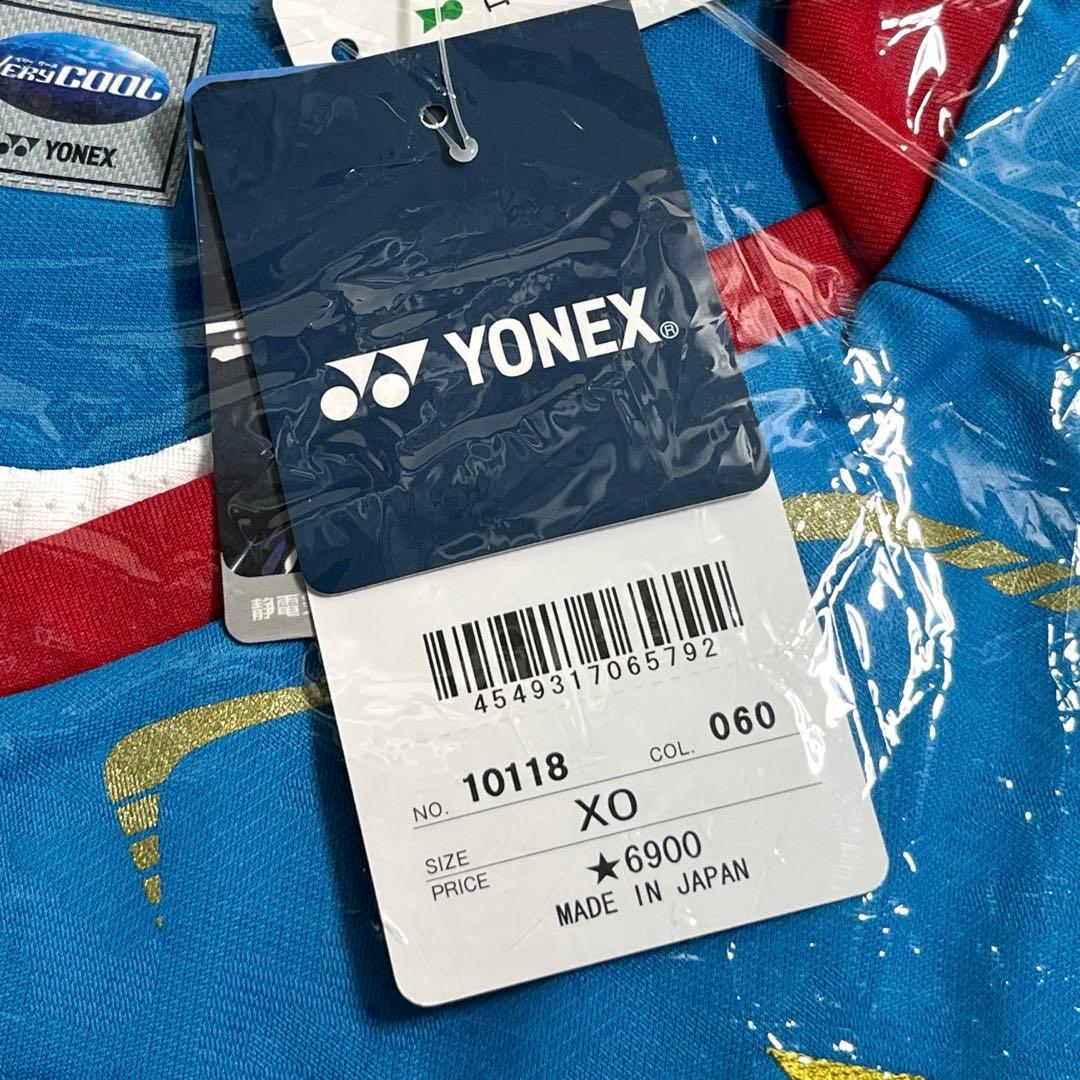 VERYCOOL
YONEX
YONEX®
静電
4549317065792
NO. 10118 COL. 060
SIZE XO
PRICE ★6900
MADE IN JAPAN